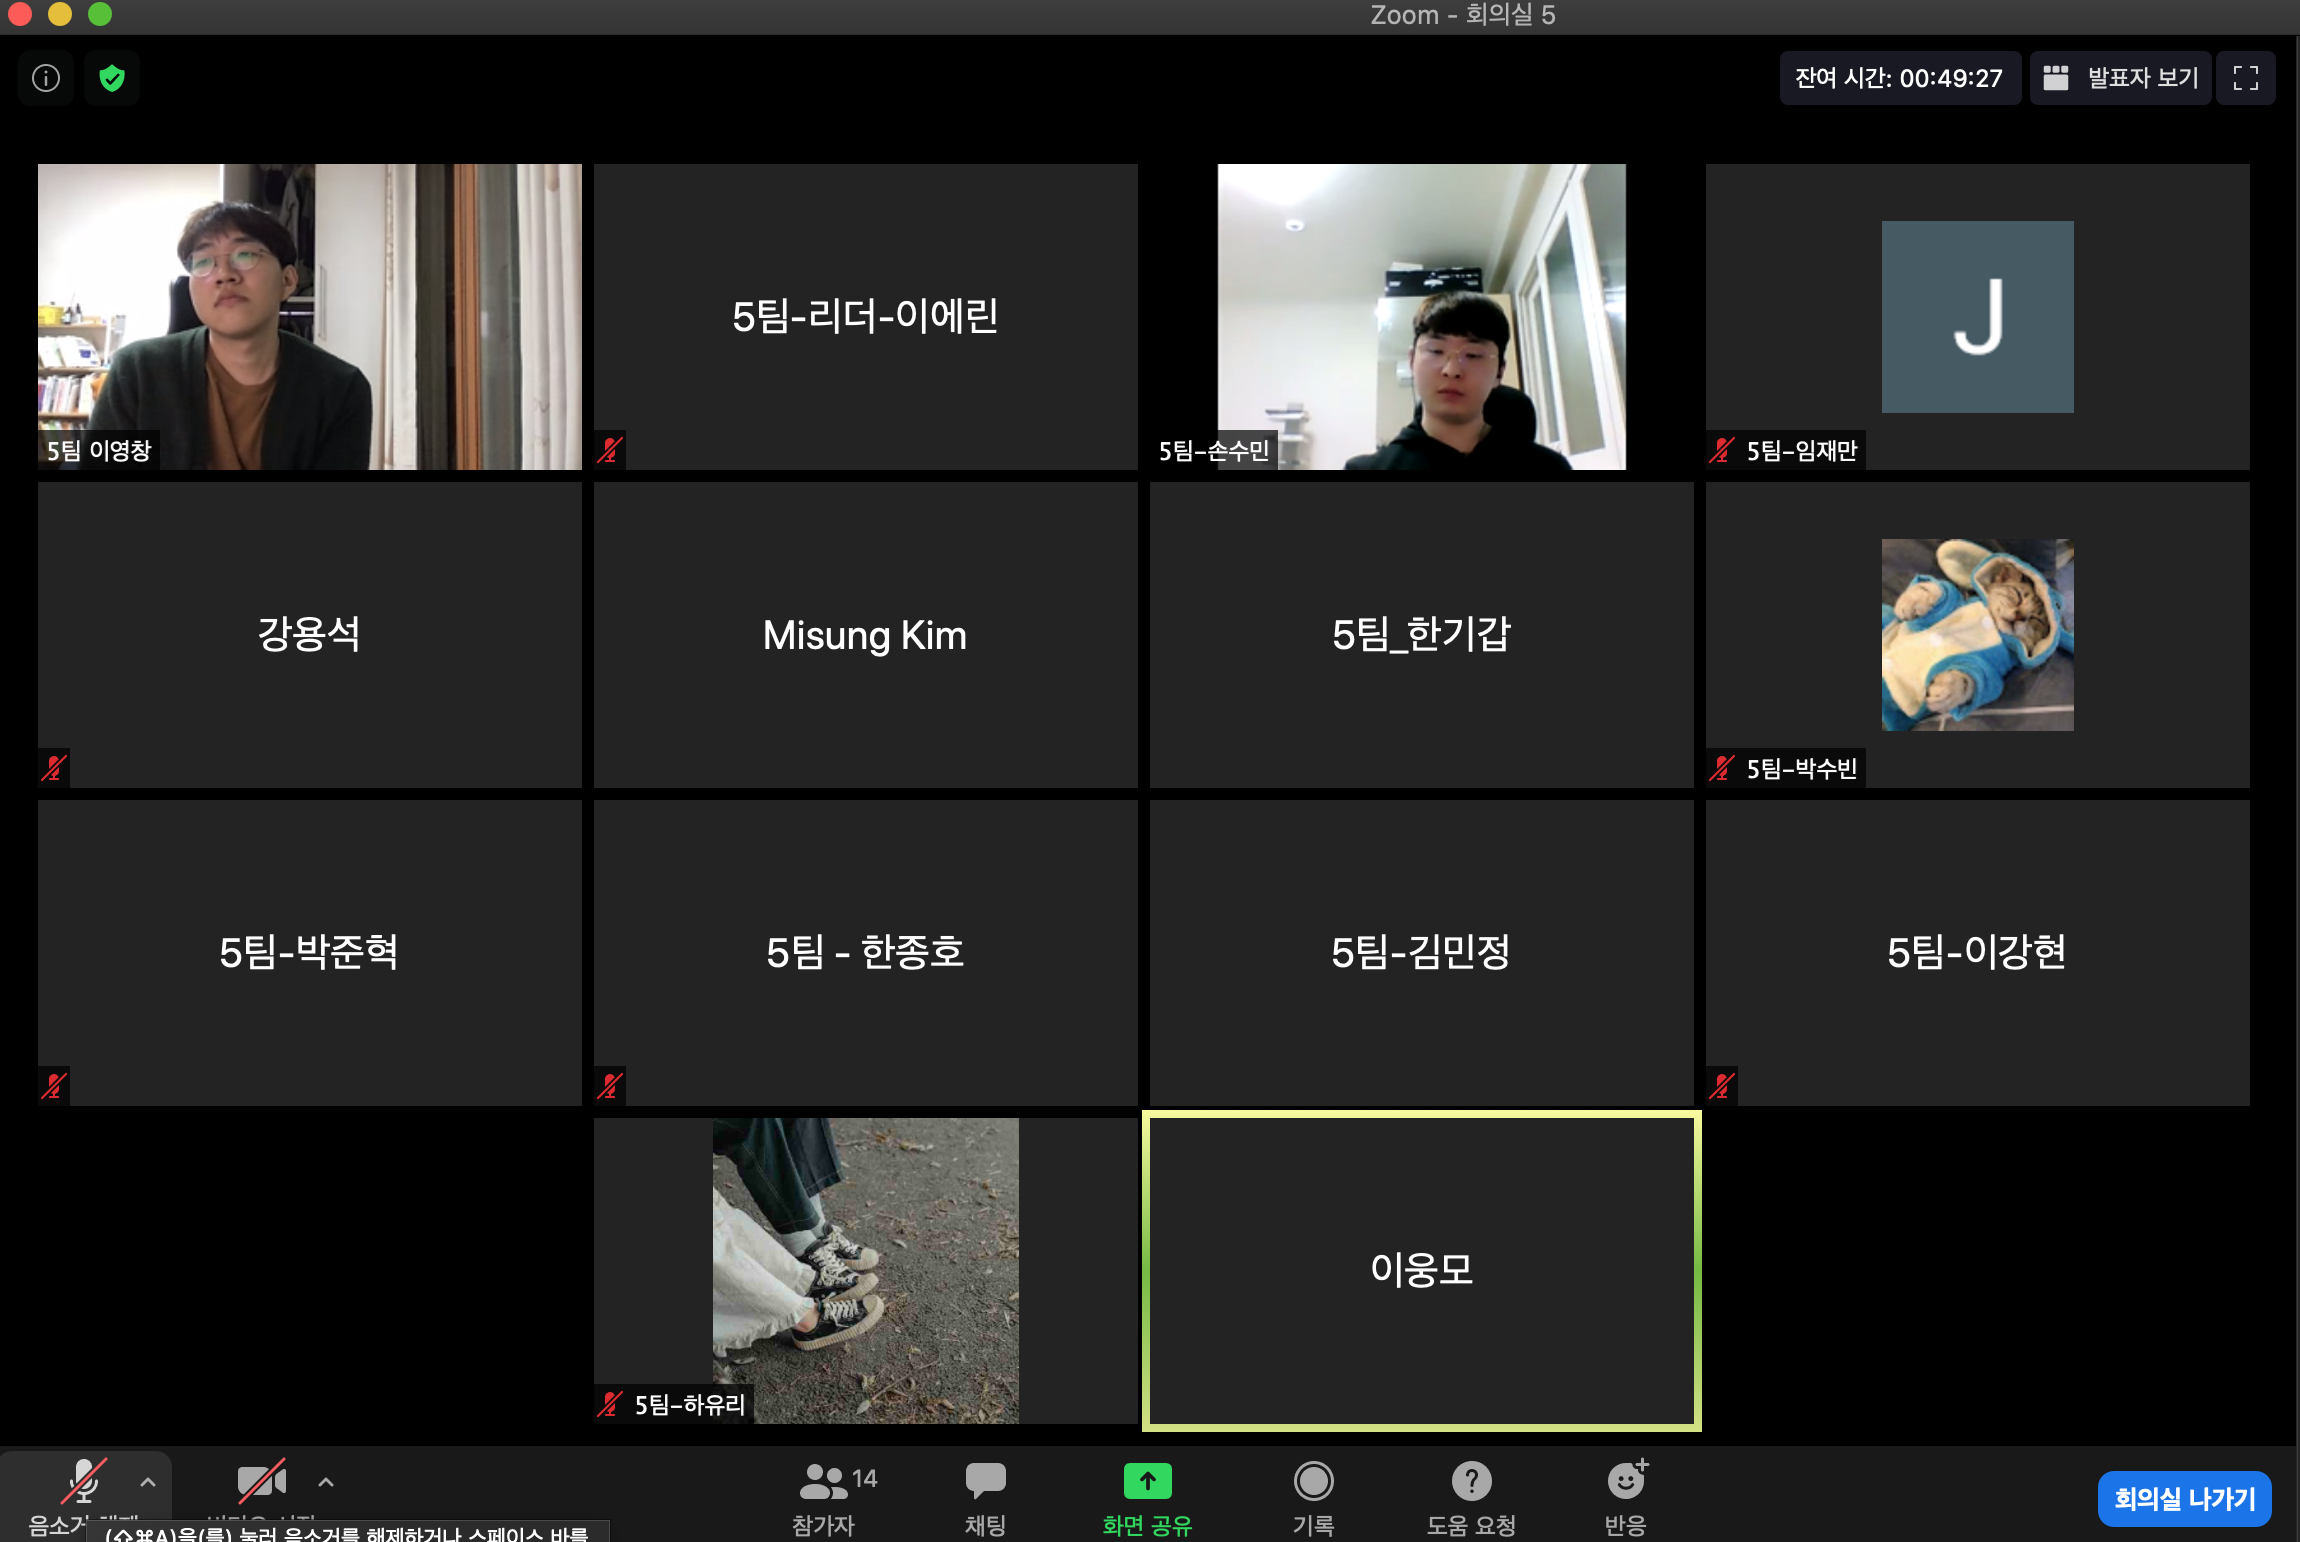 Zoom - 회의실 5
잔여 시간: 00:49:27
발표자 보기
5팀 이영창
5팀-리더-이에린
5팀-손수민
J
5팀-임재만
강용석
Misung Kim
5팀_한기갑
5팀-박수빈
5팀-박준혁
5팀 - 한종호
5팀-김민정
5팀-이강현
5팀-하유리
이웅모
14
음소거 해제
참가자
채팅
화면 공유
기록
도움 요청
반응
회의실 나가기
(⇧⌘A)을(를) 눌러 음소거를 해제하거나 스페이스 바를